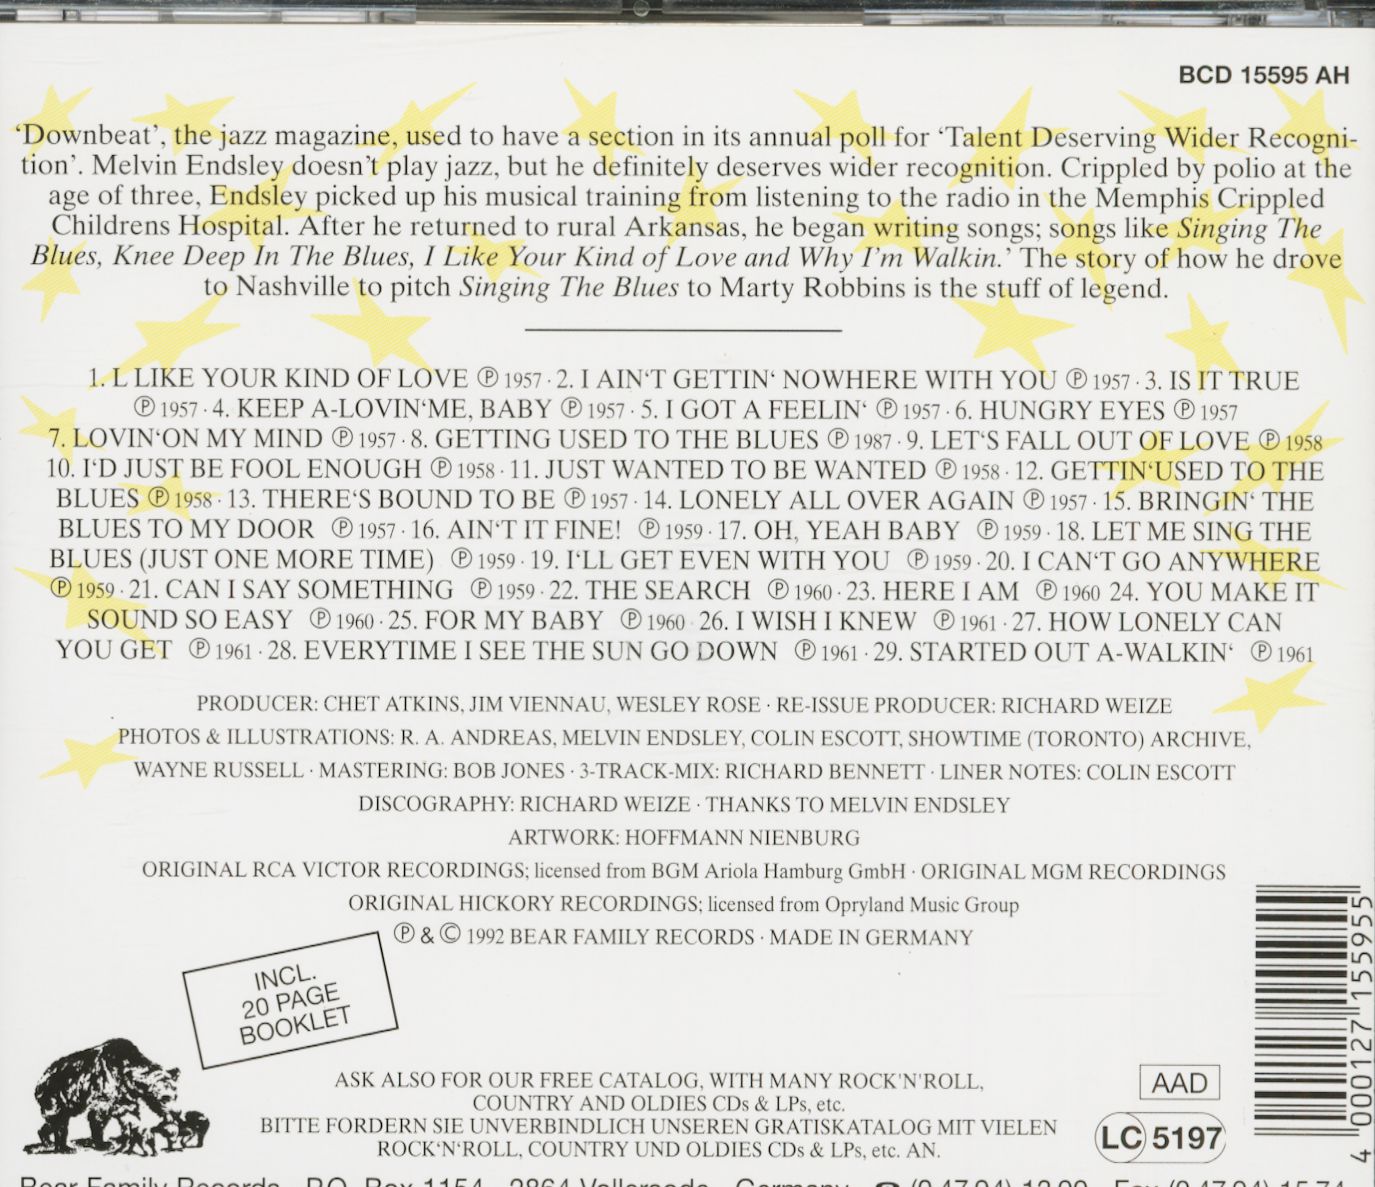 BCD 15595 AH
‘Downbeat’, the jazz magazine, used to have a section in its annual poll for ‘Talent Deserving Wider Recogni-
tion’. Melvin Endsley doesn’t play jazz, but he definitely deserves wider recognition. Crippled by polio at the
age of three, Endsley picked up his musical training from listening to the radio in the Memphis Crippled
Childrens Hospital. After he returned to rural Arkansas, he began writing songs; songs like Singing The
Blues, Knee Deep In The Blues, I Like Your Kind of Love and Why I’m Walkin.’ The story of how he drove
to Nashville to pitch Singing The Blues to Marty Robbins is the stuff of legend.
1. L LIKE YOUR KIND OF LOVE ℗ 1957 · 2. I AIN‘T GETTIN‘ NOWHERE WITH YOU ℗ 1957 · 3. IS IT TRUE
℗ 1957 · 4. KEEP A-LOVIN‘ME, BABY ℗ 1957 · 5. I GOT A FEELIN‘ ℗ 1957 · 6. HUNGRY EYES ℗ 1957
7. LOVIN‘ON MY MIND ℗ 1957 · 8. GETTING USED TO THE BLUES ℗ 1987 · 9. LET‘S FALL OUT OF LOVE ℗ 1958
10. I‘D JUST BE FOOL ENOUGH ℗ 1958 · 11. JUST WANTED TO BE WANTED ℗ 1958 · 12. GETTIN‘USED TO THE
BLUES ℗ 1958 · 13. THERE‘S BOUND TO BE ℗ 1957 · 14. LONELY ALL OVER AGAIN ℗ 1957 · 15. BRINGIN‘ THE
BLUES TO MY DOOR ℗ 1957 · 16. AIN‘T IT FINE! ℗ 1959 · 17. OH, YEAH BABY ℗ 1959 · 18. LET ME SING THE
BLUES (JUST ONE MORE TIME) ℗ 1959 · 19. I‘LL GET EVEN WITH YOU ℗ 1959 · 20. I CAN‘T GO ANYWHERE
℗ 1959 · 21. CAN I SAY SOMETHING ℗ 1959 · 22. THE SEARCH ℗ 1960 · 23. HERE I AM ℗ 1960 24. YOU MAKE IT
SOUND SO EASY ℗ 1960 · 25. FOR MY BABY ℗ 1960 · 26. I WISH I KNEW ℗ 1961 · 27. HOW LONELY CAN
YOU GET ℗ 1961 · 28. EVERYTIME I SEE THE SUN GO DOWN ℗ 1961 · 29. STARTED OUT A-WALKIN‘ ℗ 1961
PRODUCER: CHET ATKINS, JIM VIENNAU, WESLEY ROSE · RE-ISSUE PRODUCER: RICHARD WEIZE
PHOTOS & ILLUSTRATIONS: R. A. ANDREAS, MELVIN ENDSLEY, COLIN ESCOTT, SHOWTIME (TORONTO) ARCHIVE,
WAYNE RUSSELL · MASTERING: BOB JONES · 3-TRACK-MIX: RICHARD BENNETT · LINER NOTES: COLIN ESCOTT
DISCOGRAPHY: RICHARD WEIZE · THANKS TO MELVIN ENDSLEY
ARTWORK: HOFFMANN NIENBURG
ORIGINAL RCA VICTOR RECORDINGS; licensed from BGM Ariola Hamburg GmbH · ORIGINAL MGM RECORDINGS
ORIGINAL HICKORY RECORDINGS; licensed from Opryland Music Group
℗ & © 1992 BEAR FAMILY RECORDS · MADE IN GERMANY
INCL.
20 PAGE
BOOKLET
ASK ALSO FOR OUR FREE CATALOG, WITH MANY ROCK'N'ROLL,
COUNTRY AND OLDIES CDs & LPs, etc.
BITTE FORDERN SIE UNVERBINDLICH UNSEREN GRATISKATALOG MIT VIELEN
ROCK‘N‘ROLL, COUNTRY UND OLDIES CDs & LPs, etc. AN.
AAD
LC 5197
4 000127 155955
Bear Family Records · P.O. Box 1154 · 2864 Vollersode · Germany